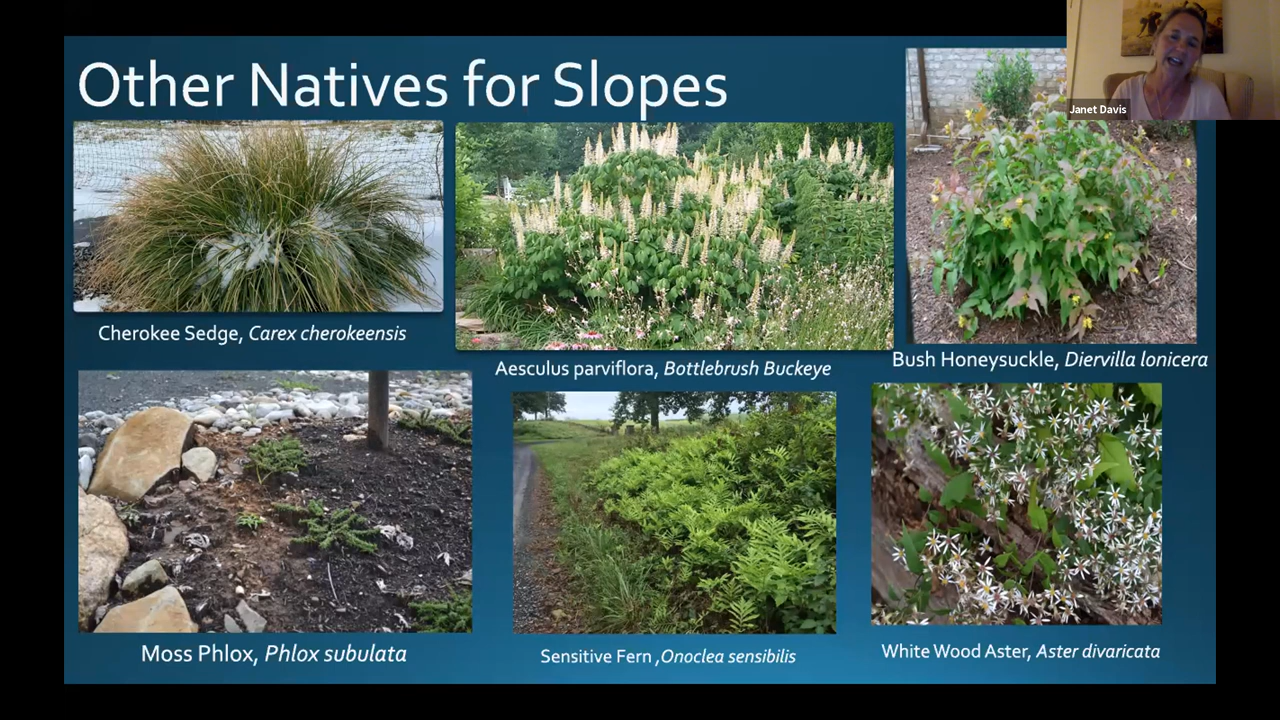 Other Natives for Slopes
Janet Davis
Cherokee Sedge, Carex cherokeensis
Aesculus parviflora, Bottlebrush Buckeye
Bush Honeysuckle, Diervilla lonicera
Moss Phlox, Phlox subulata
Sensitive Fern ,Onoclea sensibilis
White Wood Aster, Aster divaricata